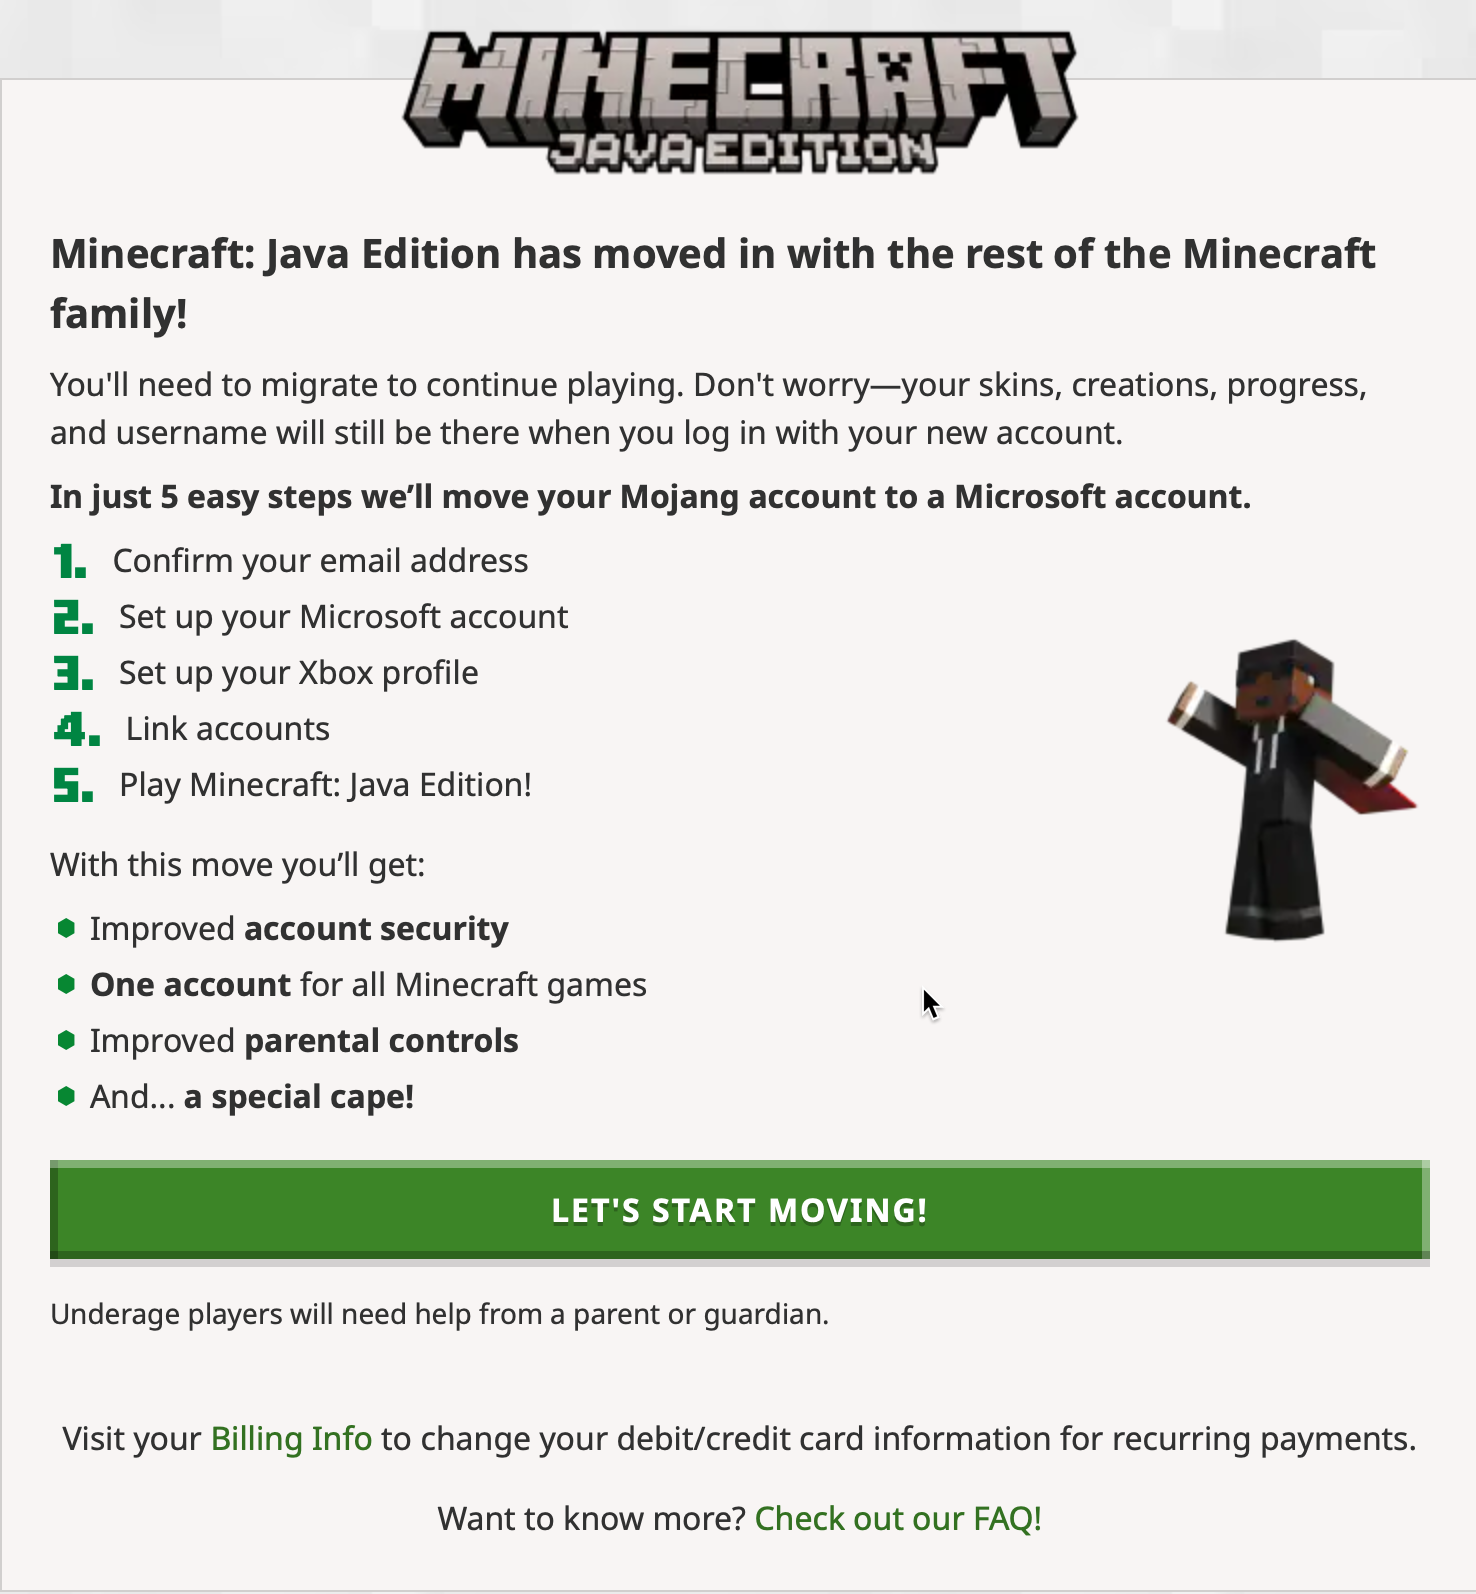 MINECRAFT
JAVA EDITION
Minecraft: Java Edition has moved in with the rest of the Minecraft
family!
You'll need to migrate to continue playing. Don't worry—your skins, creations, progress,
and username will still be there when you log in with your new account.
In just 5 easy steps we’ll move your Mojang account to a Microsoft account.
1. Confirm your email address
2. Set up your Microsoft account
3. Set up your Xbox profile
4. Link accounts
5. Play Minecraft: Java Edition!
With this move you’ll get:
Improved account security
One account for all Minecraft games
Improved parental controls
And... a special cape!
LET'S START MOVING!
Underage players will need help from a parent or guardian.
Visit your Billing Info to change your debit/credit card information for recurring payments.
Want to know more? Check out our FAQ!